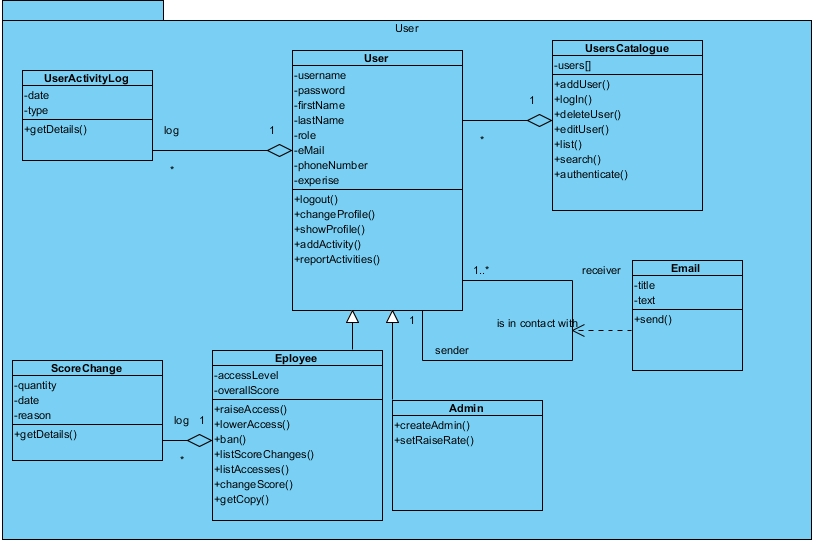 User
UserActivityLog
-date
-type
+getDetails()
log
*
1
User
-username
-password
-firstName
-lastName
-role
-eMail
-phoneNumber
-experise
+logout()
+changeProfile()
+showProfile()
+addActivity()
+reportActivities()
1
*
UsersCatalogue
-users[]
+addUser()
+logIn()
+deleteUser()
+editUser()
+list()
+search()
+authenticate()
1..*
receiver
is in contact with
1
sender
Email
-title
-text
+send()
ScoreChange
-quantity
-date
-reason
+getDetails()
log
1
*
Eployee
-accessLevel
-overallScore
+raiseAccess()
+lowerAccess()
+ban()
+listScoreChanges()
+listAccesses()
+changeScore()
+getCopy()
Admin
+createAdmin()
+setRaiseRate()